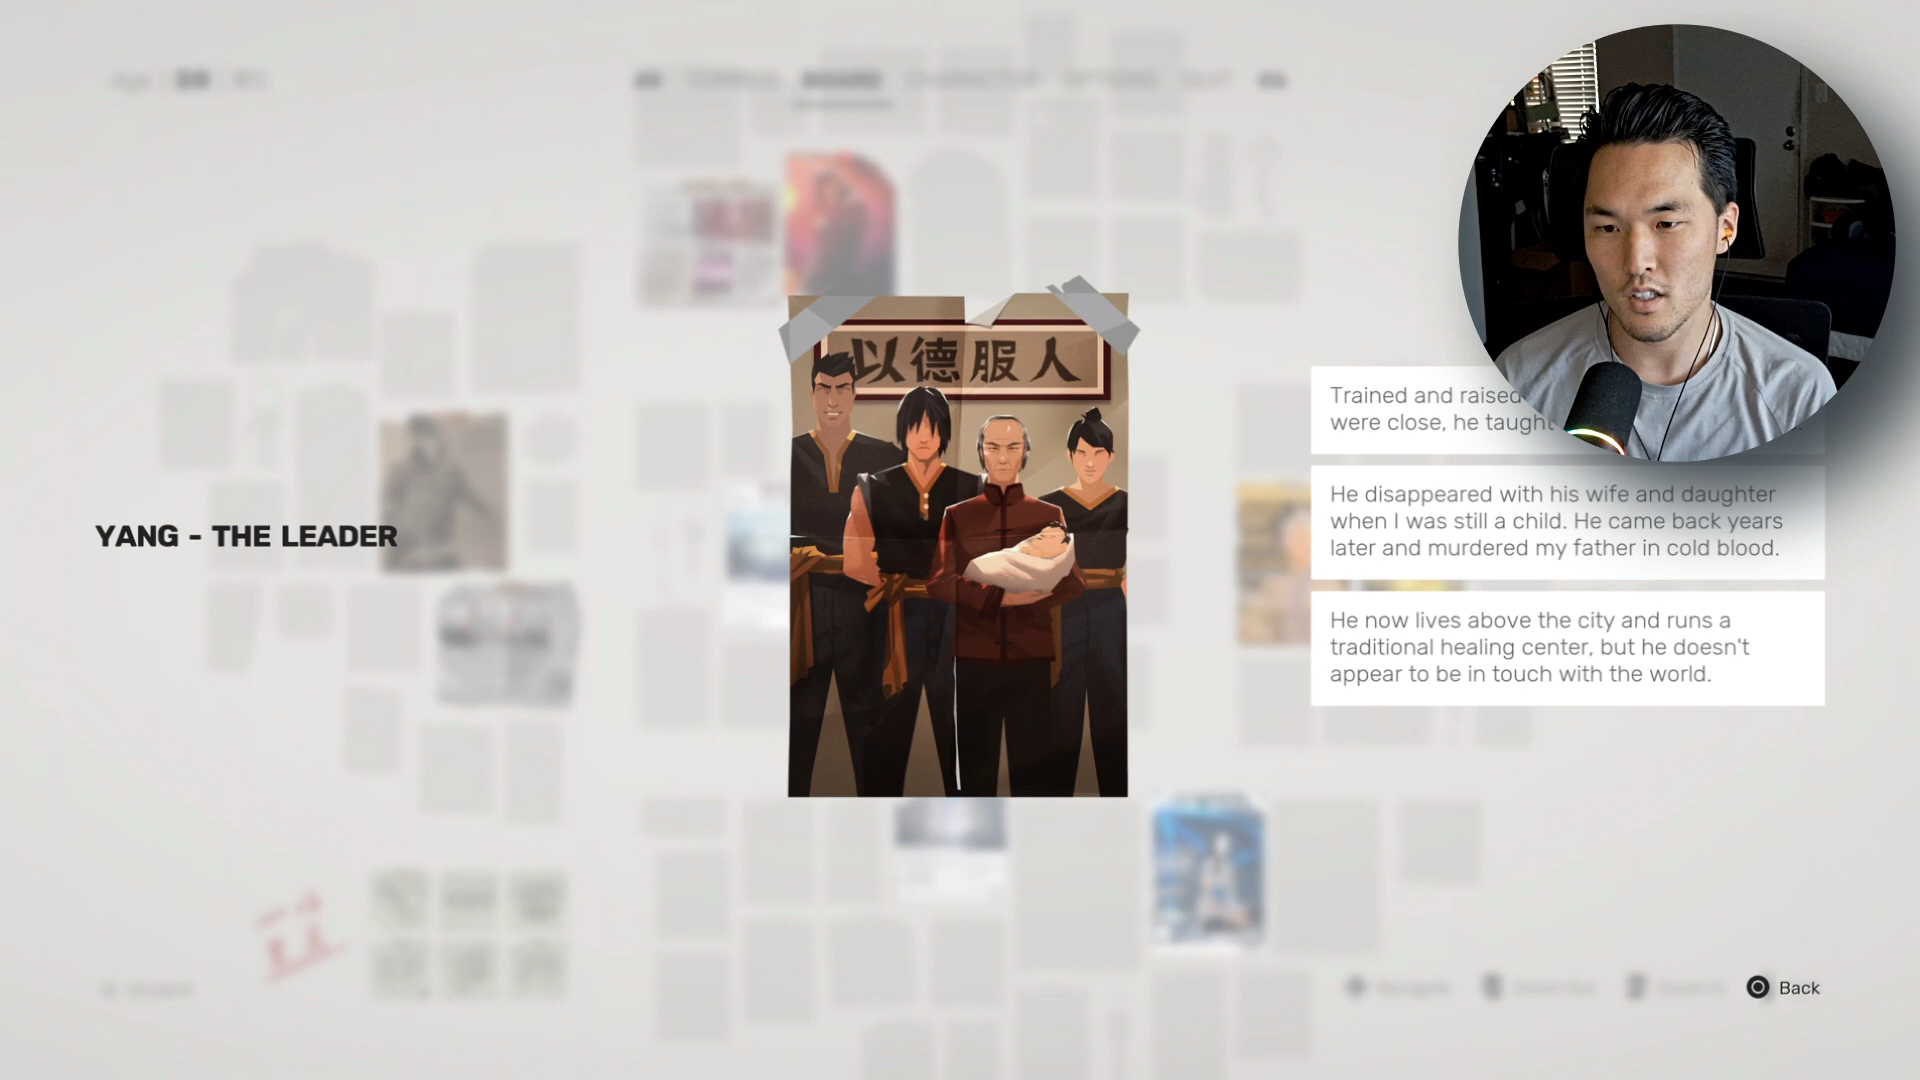 以德服人
YANG - THE LEADER
Trained and raised
were close, he taught
He disappeared with his wife and daughter
when I was still a child. He came back years
later and murdered my father in cold blood.
He now lives above the city and runs a
traditional healing center, but he doesn't
appear to be in touch with the world.
Back